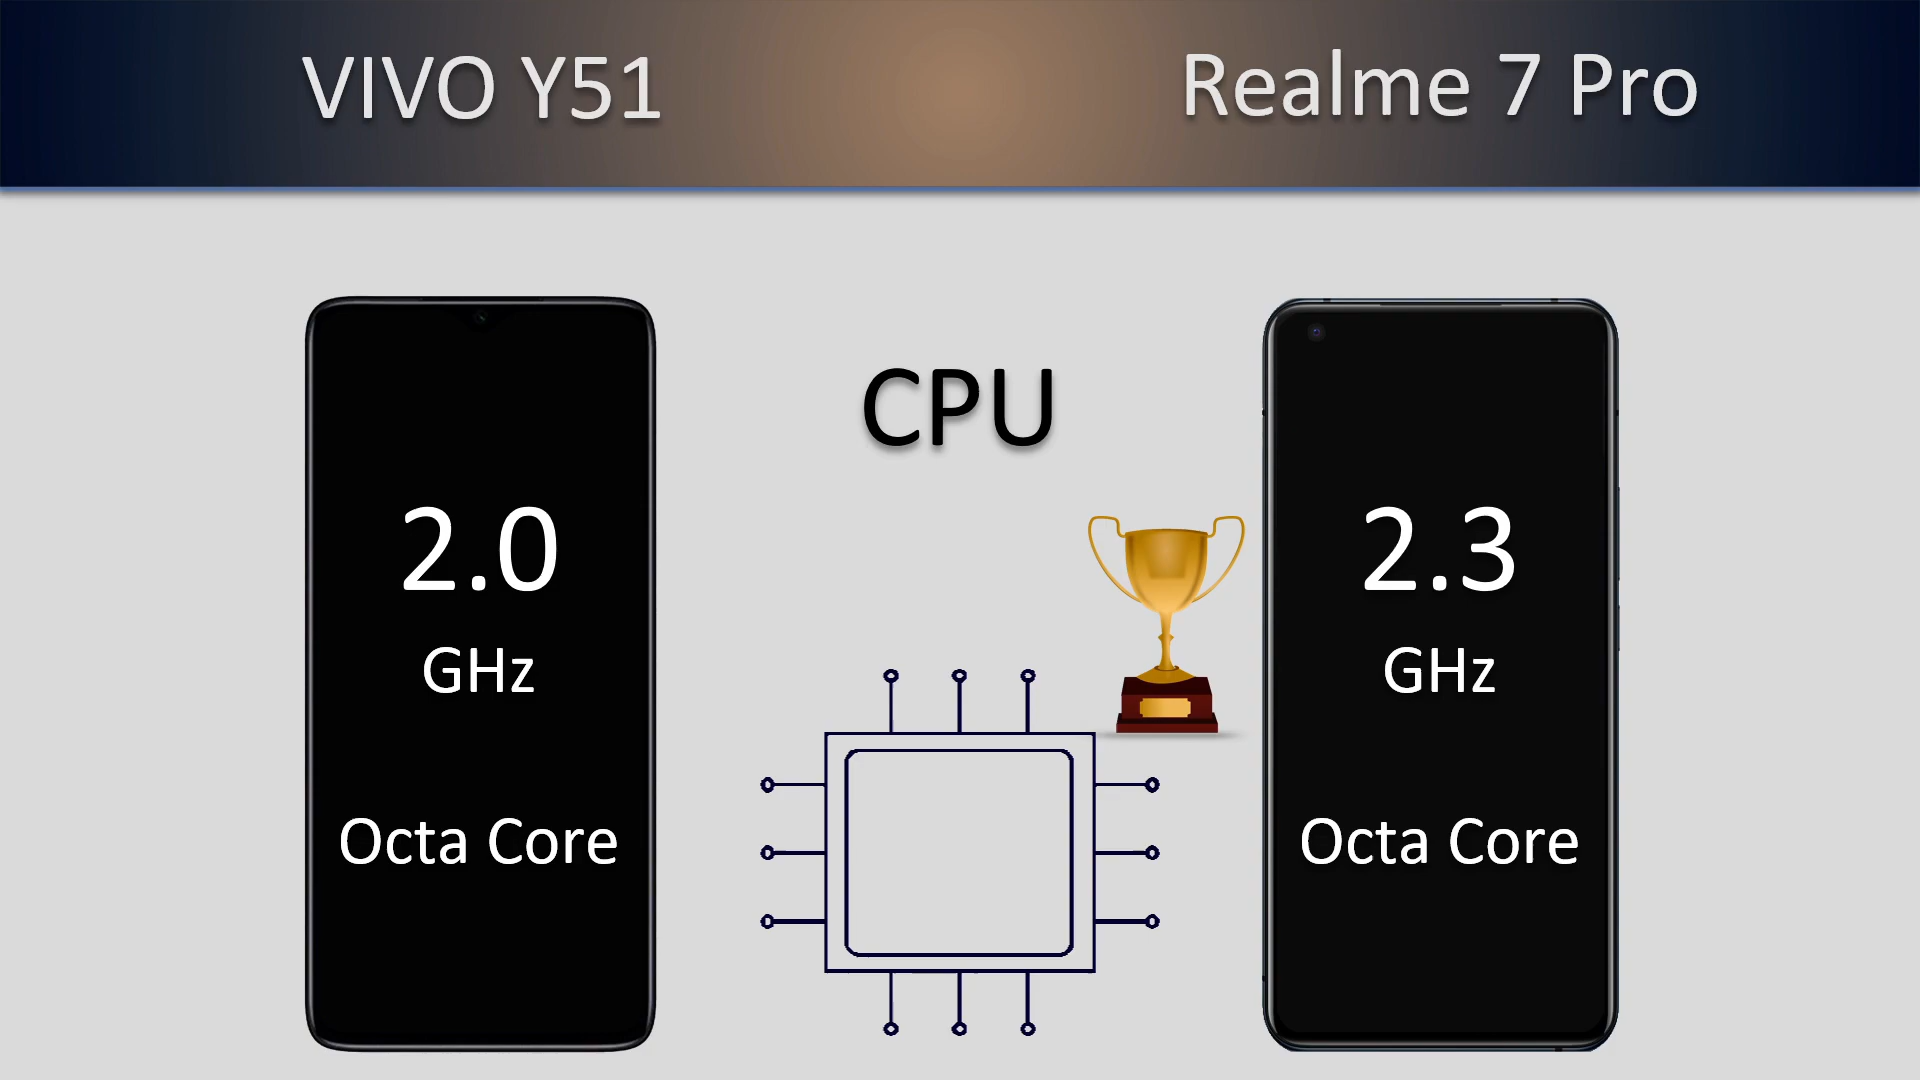 VIVO Y51
Realme 7 Pro
CPU
2.0
GHz
Octa Core
2.3
GHz
Octa Core